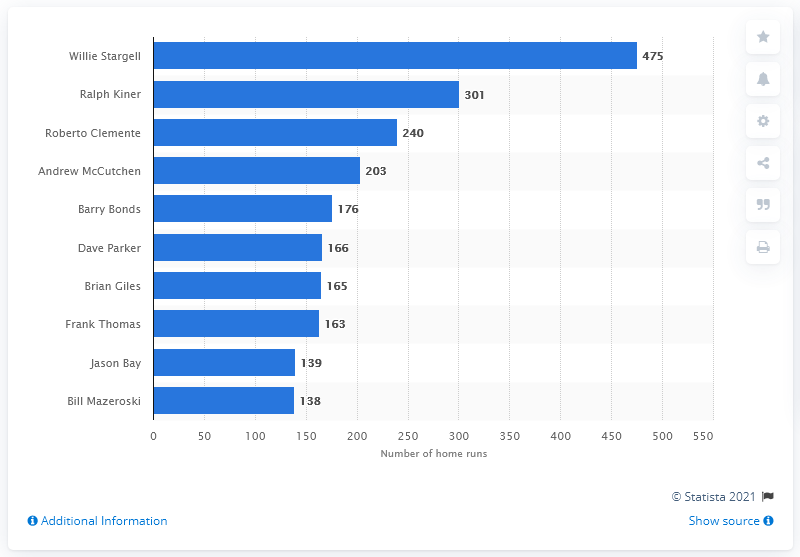 Willie Stargell 475
Ralph Kiner 301
Roberto Clemente 240
Andrew McCutchen 203
Barry Bonds 176
Dave Parker 166
Brian Giles 165
Frank Thomas 163
Jason Bay 139
Bill Mazeroski 138
0 50 100 150 200 250 300 350 400 450 500 550
Number of home runs
© Statista 2021
Additional Information
Show source